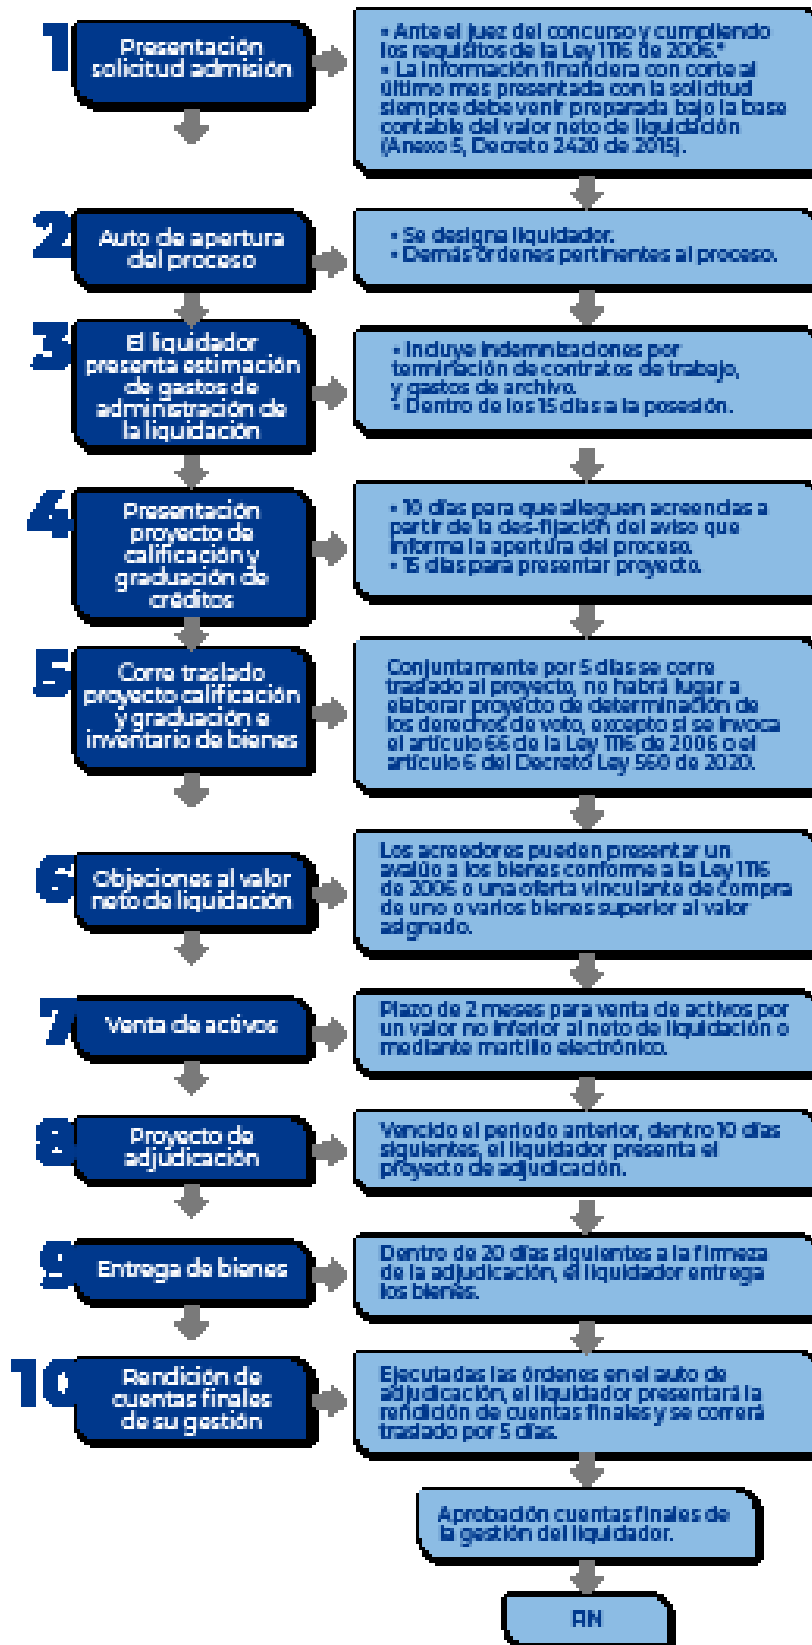 1
Presentación
solicitud admisión
• Ante el juez del concurso y cumpliendo
los requisitos de la Ley 1116 de 2006.*
• La información financiera con corte al
último mes presentada con la solicitud
siempre debe venir preparada bajo la base
contable del valor neto de liquidación
(Anexo 5, Decreto 2420 de 2015).
2
Auto de apertura
del proceso
• Se designe liquidador.
• Demás órdenes pertinentes al proceso.
3
El liquidador
presenta estimación
de gastos de
administración de
la liquidación
• Incluye indemnizaciones por
terminación de contratos de trabajo,
y gastos de archivo.
• Dentro de los 15 días a la posesión.
4
Presentación
proyecto de
calificación y
graduación de
créditos
• 10 días para que alleguen acreencias a
partir de la des-fijación del aviso que
informe la apertura del proceso.
• 15 días para presentar proyecto.
5
Corre traslado
proyecto calificación
y graduación e
inventario de bienes
Conjuntamente por 5 días se corre
traslado al proyecto, no habrá lugar a
elaborar proyecto de determinación de
los derechos de voto, excepto si se invoca
el artículo 66 de la Ley 1116 de 2006 o el
artículo 6 del Decreto Ley 560 de 2020.
6
Objeciones al valor
neto de liquidación
Los acreedores pueden presentar un
avalúo a los bienes conforme a la Ley 1116
de 2006 o una oferta vinculante de compra
de uno o varios bienes superior al valor
asignado.
7
Venta de activos
Plazo de 2 meses para venta de activos por
un valor no inferior al neto de liquidación o
mediante martillo electrónico.
8
Proyecto de
adjudicación
Vencido el periodo anterior, dentro 10 días
siguientes, el liquidador presenta el
proyecto de adjudicación.
9
Entrega de bienes
Dentro de 20 días siguientes a la firmeza
de la adjudicación, el liquidador entrega
los bienes.
10
Rendición de
cuentas finales
de su gestión
Ejecutadas las órdenes en el auto de
adjudicación, el liquidador presentará la
rendición de cuentas finales y se correrá
traslado por 5 días.
Aprobación cuentas finales de
la gestión del liquidador.
FIN